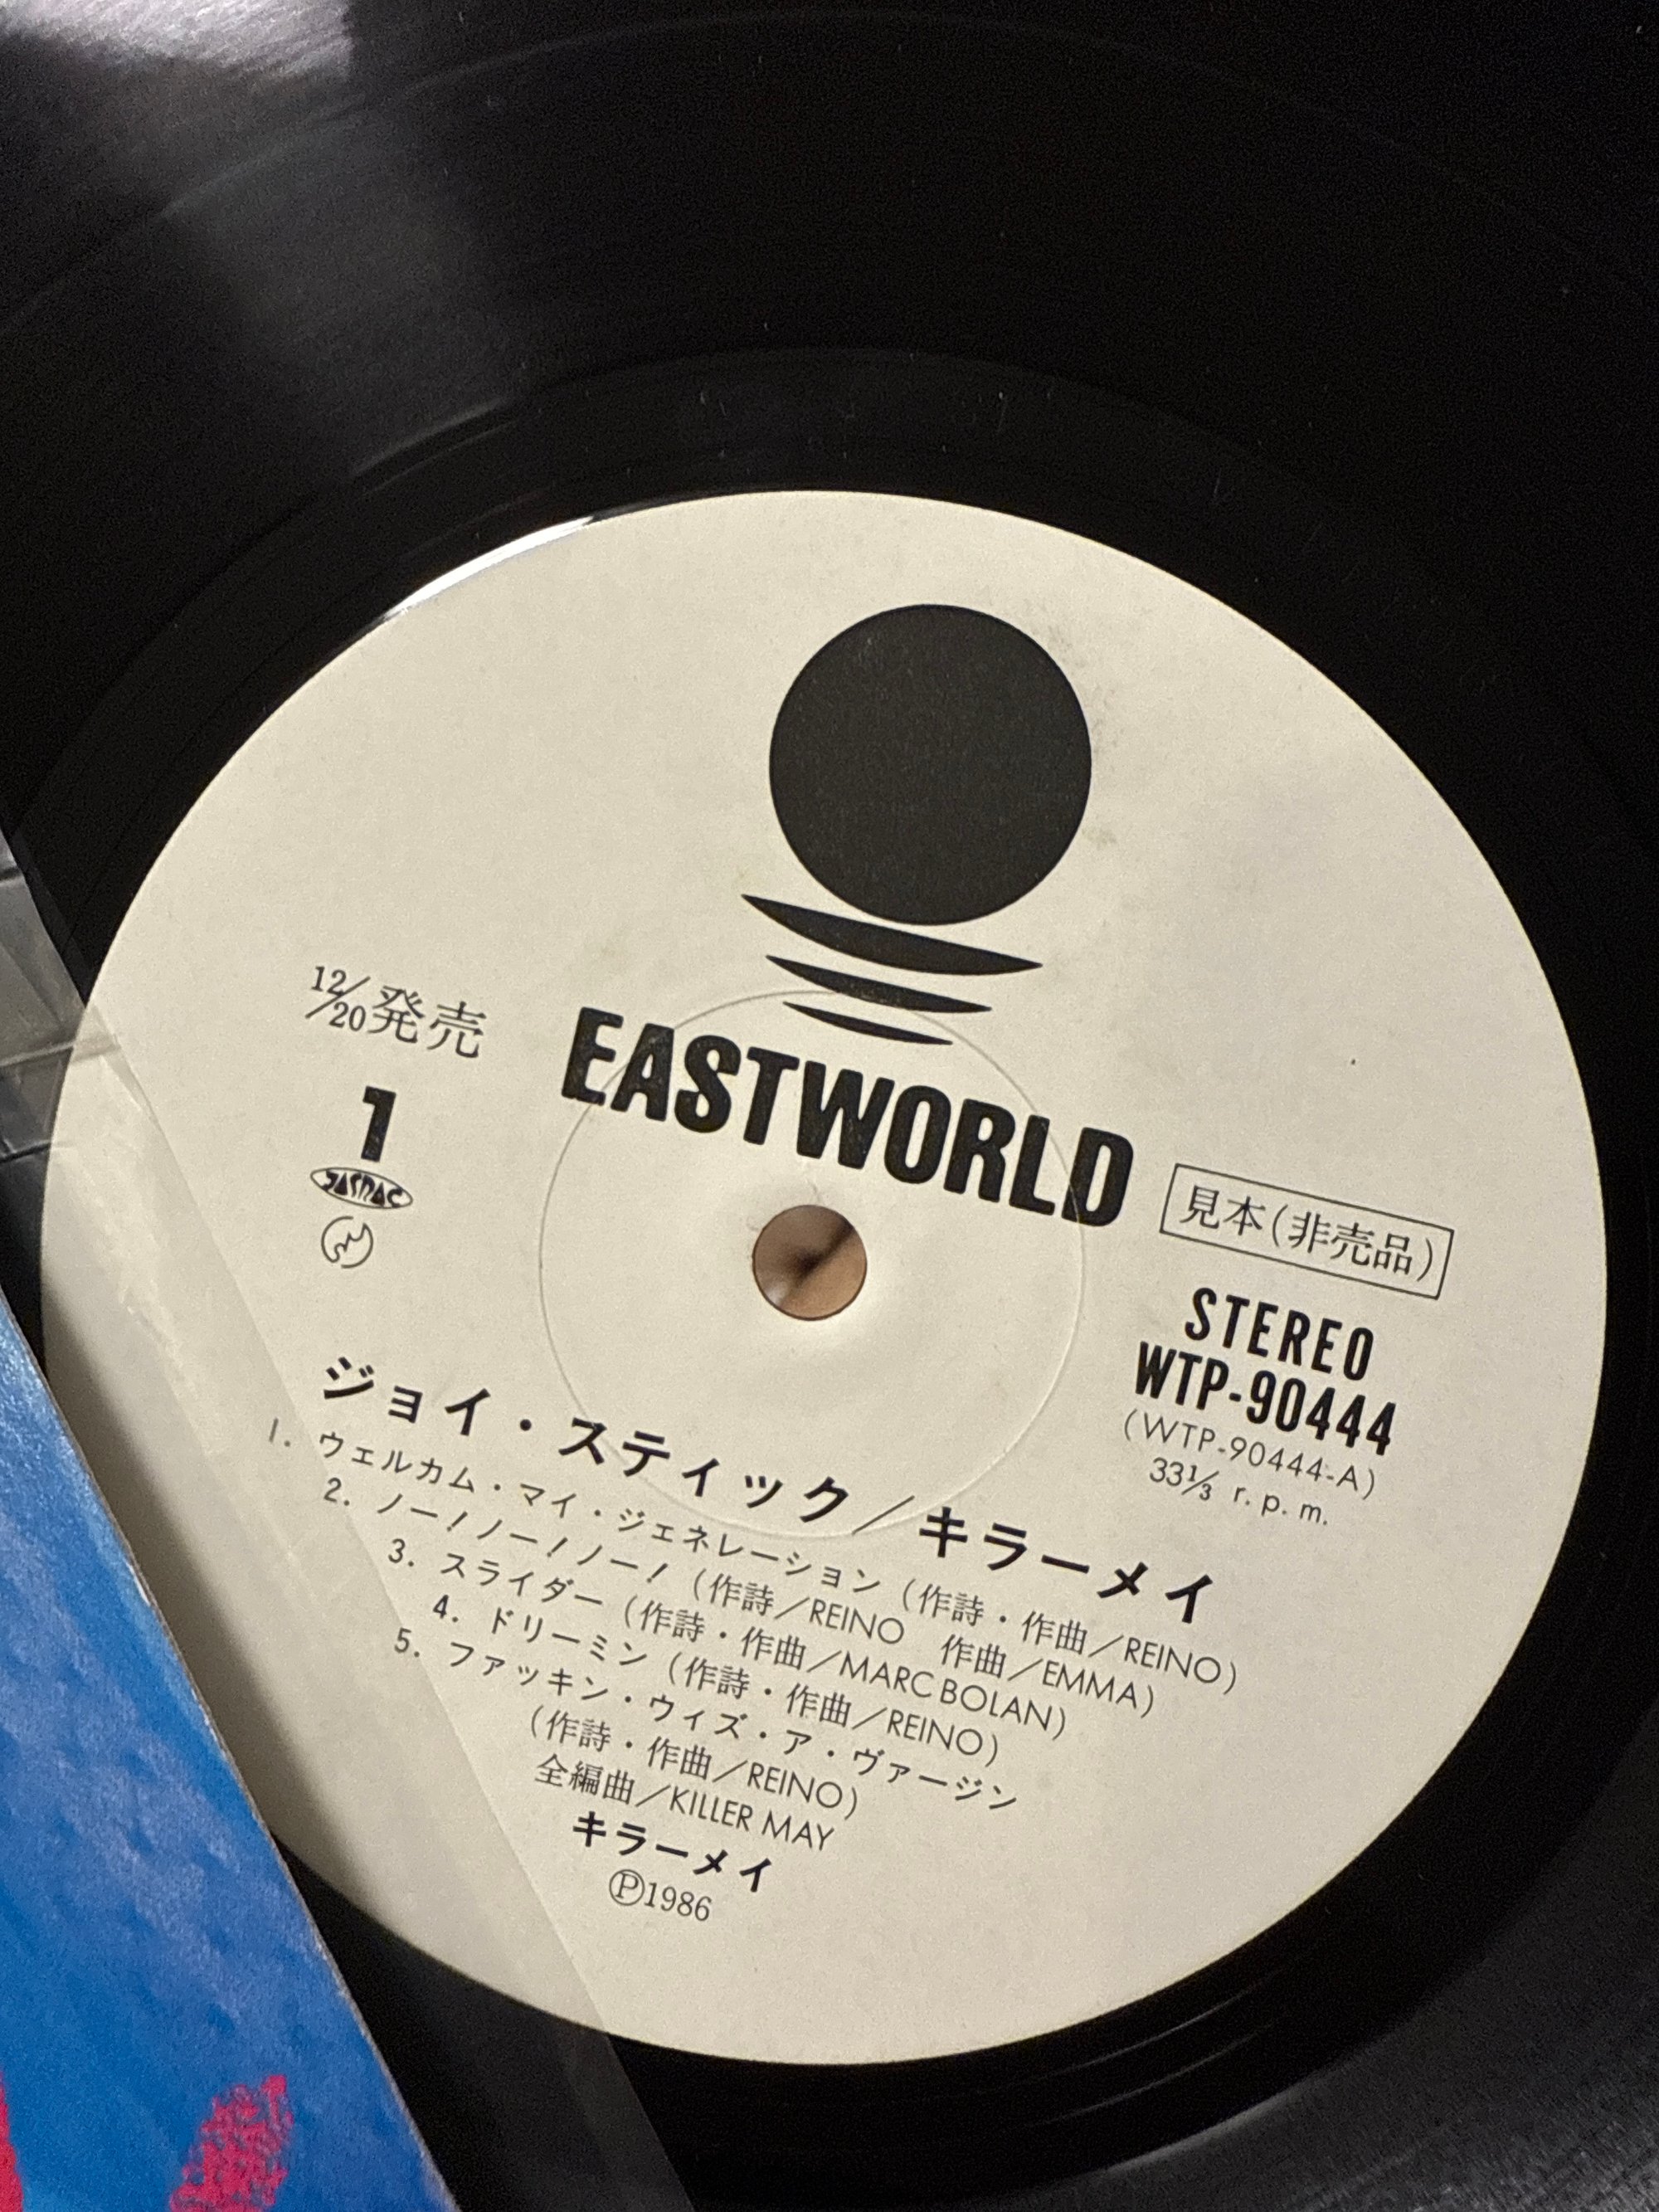 EASTWORLD
12/20発売
1
JASRAC
見本(非売品)
STEREO
WTP-90444
(WTP-90444-A)
33⅓ r.p.m.
ジョイ・スティック/キラーメイ
1. ウェルカム・マイ・ジェネレーション (作詩・作曲/REINO)
2. ノー!ノー!ノー! (作詩/REINO 作曲/EMMA)
3. スライダー (作詩・作曲/MARC BOLAN)
4. ドリーミン (作詩・作曲/REINO)
5. ファッキン・ウィズ・ア・ヴァージン
(作詩・作曲/REINO)
全編曲/KILLER MAY
キラーメイ
Ⓟ1986